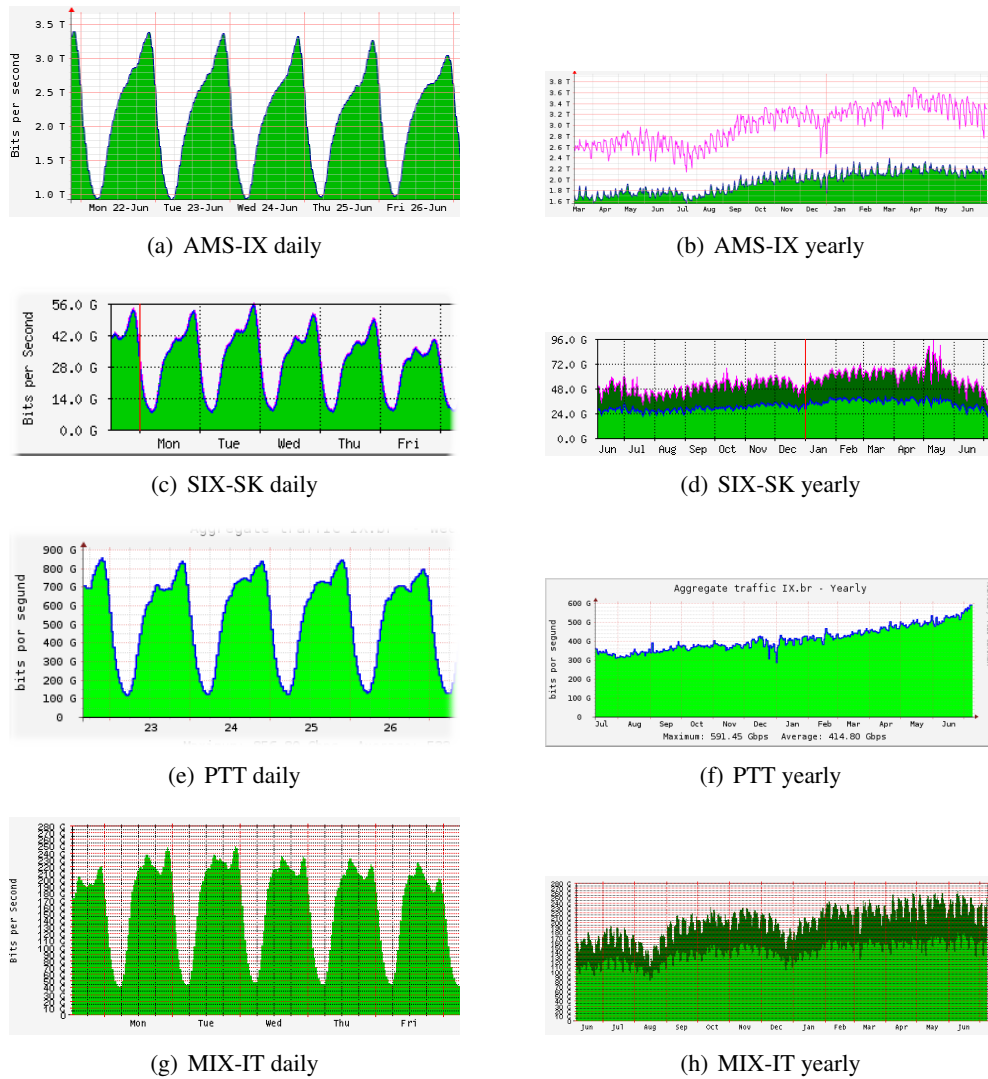 3.5 T
3.0 T
2.5 T
2.0 T
1.5 T
1.0 T
Bits per second
Mon 22-Jun Tue 23-Jun Wed 24-Jun Thu 25-Jun Fri 26-Jun
(a) AMS-IX daily
3.8 T
3.6 T
3.4 T
3.2 T
3.0 T
2.8 T
2.6 T
2.4 T
2.2 T
2.0 T
1.8 T
1.6 T
Mar Apr May Jun Jul Aug Sep Oct Nov Dec Jan Feb Mar Apr May Jun
(b) AMS-IX yearly
56.0 G
42.0 G
28.0 G
14.0 G
0.0 G
Bits per Second
Mon Tue Wed Thu Fri
(c) SIX-SK daily
96.0 G
72.0 G
48.0 G
24.0 G
0.0 G
Jun Jul Aug Sep Oct Nov Dec Jan Feb Mar Apr May Jun
(d) SIX-SK yearly
900 G
800 G
700 G
600 G
500 G
400 G
300 G
200 G
100 G
0
bits por segund
23 24 25 26
(e) PTT daily
Aggregate traffic IX.br - Yearly
600 G
500 G
400 G
300 G
200 G
100 G
0
bits por segund
Jul Aug Sep Oct Nov Dec Jan Feb Mar Apr May Jun
Maximum: 591.45 Gbps Average: 414.80 Gbps
(f) PTT yearly
Bits per Second
Mon Tue Wed Thu Fri
(g) MIX-IT daily
Jun Jul Aug Sep Oct Nov Dec Jan Feb Mar Apr May Jun
(h) MIX-IT yearly